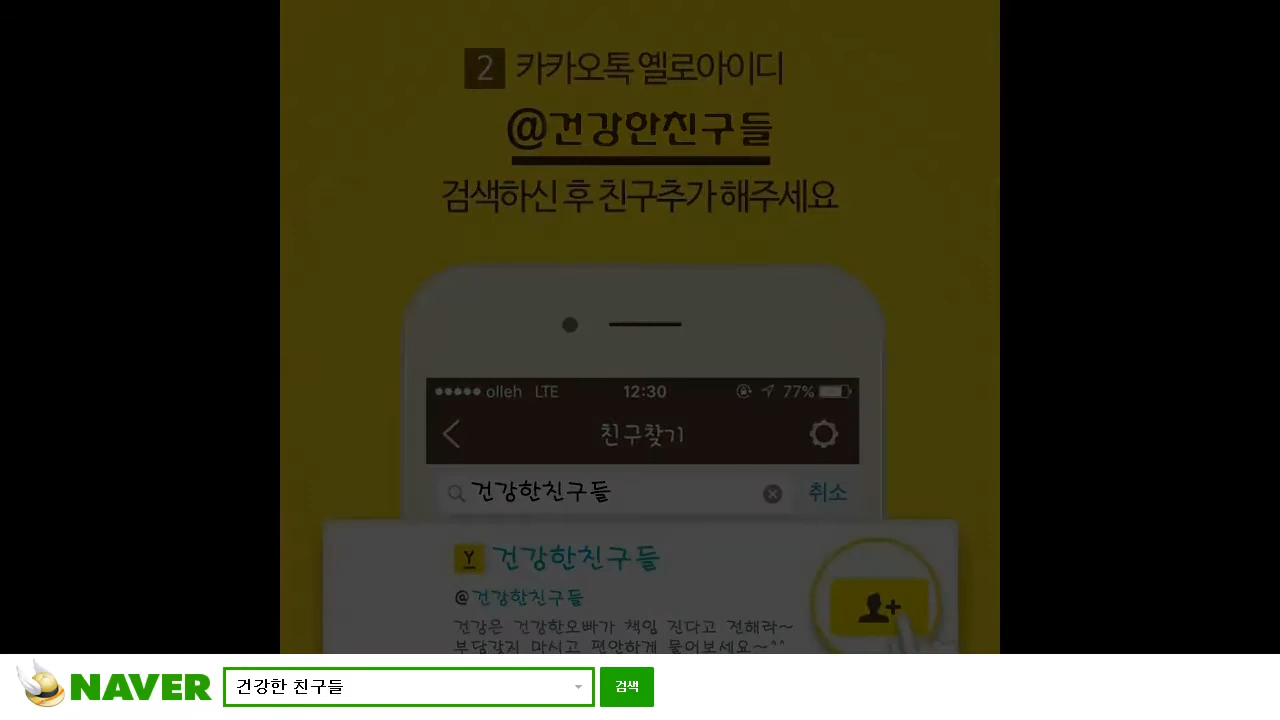 2 카카오톡 옐로아이디
@건강한친구들
검색하신 후 친구추가 해주세요
olleh LTE 12:30 77%
친구찾기
건강한친구들 취소
Y 건강한친구들
@건강한친구들
건강은 건강한오빠가 책임 진다고 전해라~
부담갖지 마시고 편안하게 물어보세요~^^
NAVER 건강한 친구들 검색